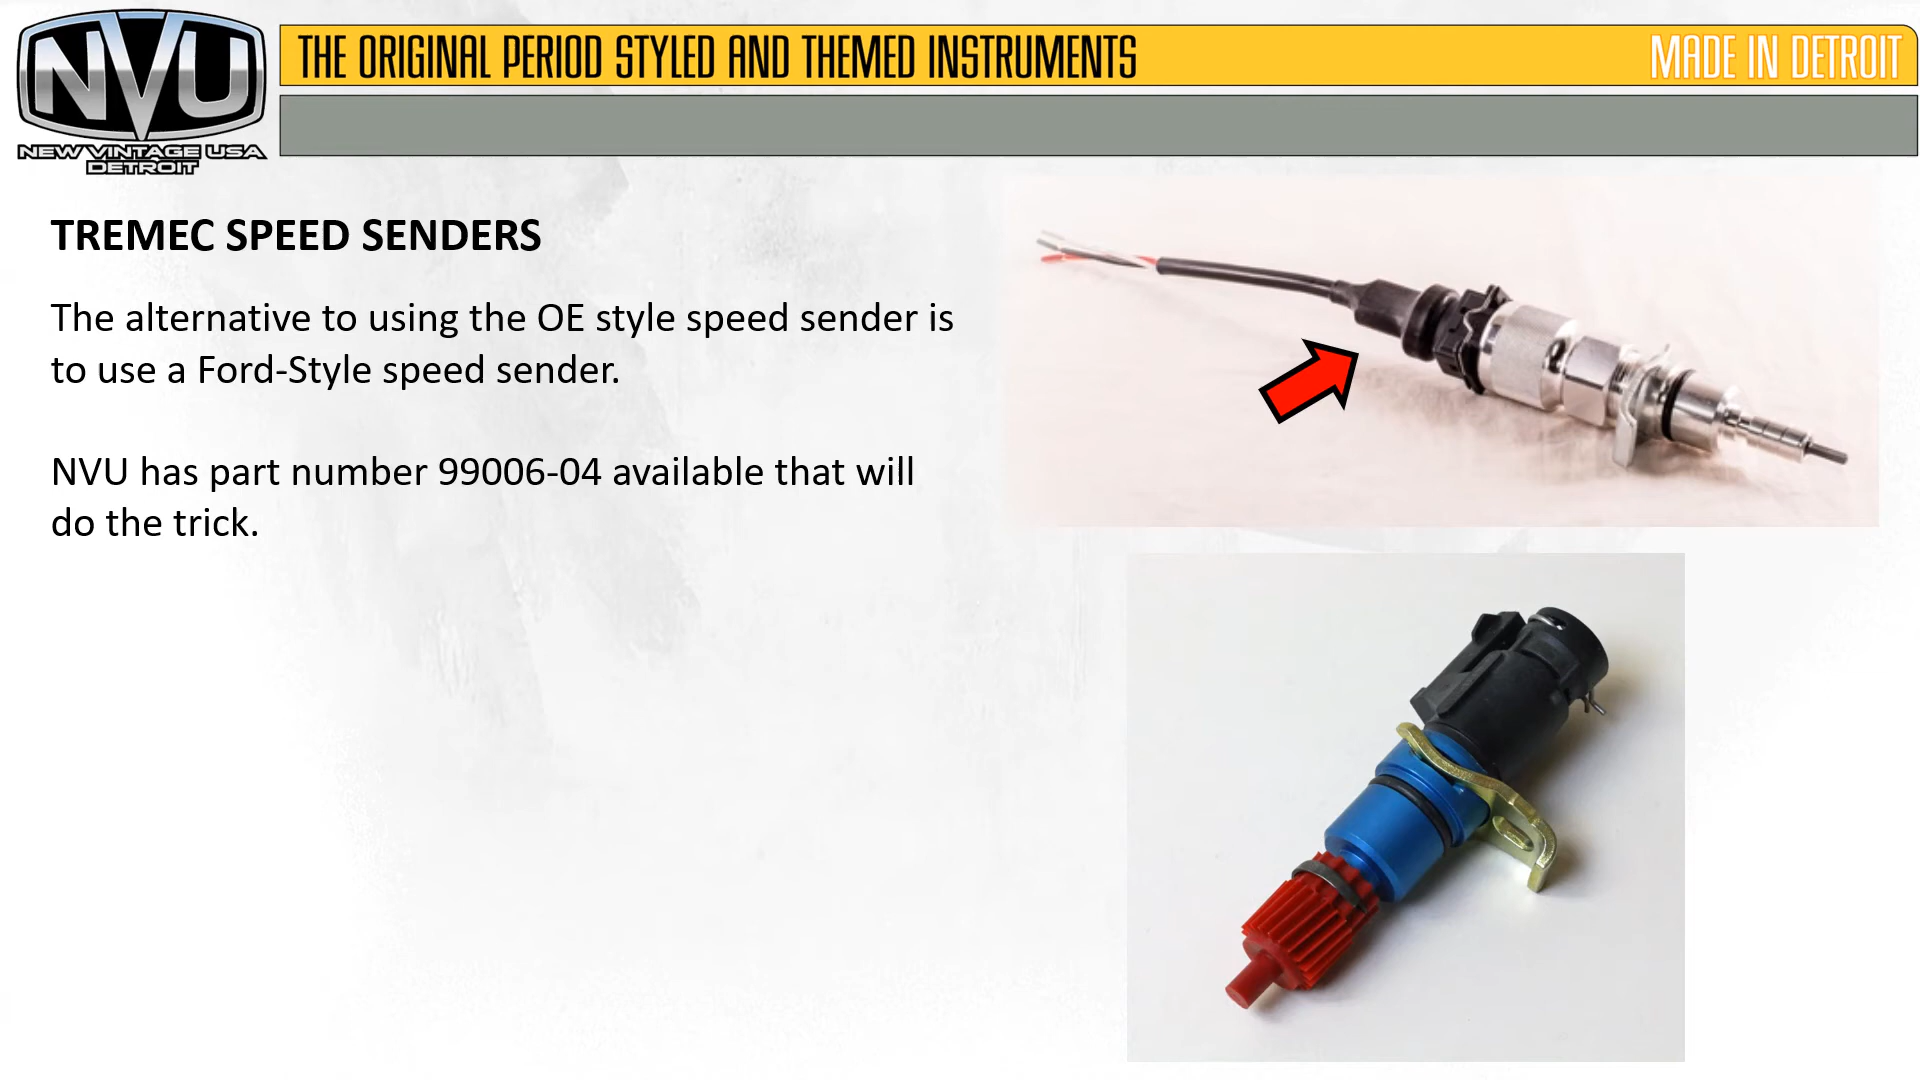 NVU
NEW VINTAGE USA
DETROIT
THE ORIGINAL PERIOD STYLED AND THEMED INSTRUMENTS
MADE IN DETROIT
TREMEC SPEED SENDERS
The alternative to using the OE style speed sender is
to use a Ford-Style speed sender.
NVU has part number 99006-04 available that will
do the trick.